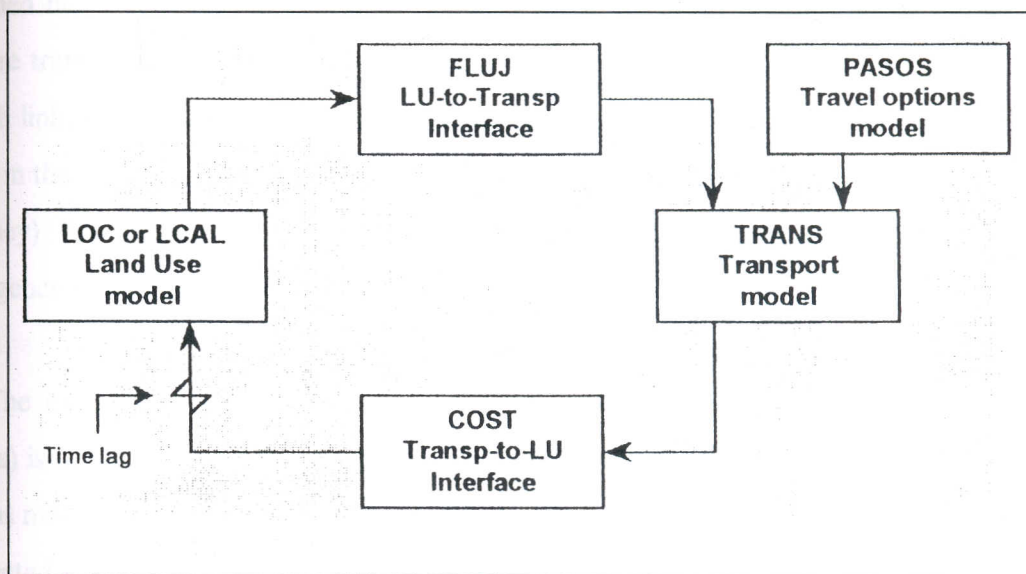 FLUJ
LU-to-Transp
Interface
PASOS
Travel options
model
LOC or LCAL
Land Use
model
TRANS
Transport
model
COST
Transp-to-LU
Interface
Time lag